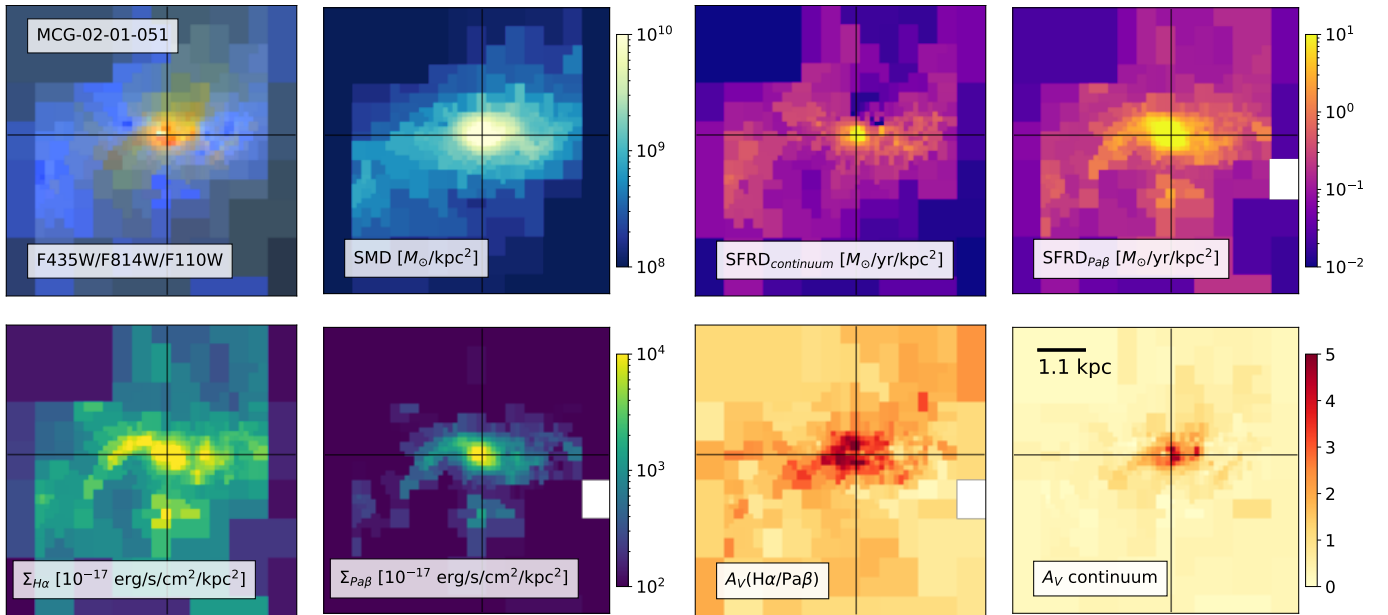 MCG-02-01-051
F435W/F814W/F110W
SMD [M⊙/kpc²]
10¹⁰
10⁹
10⁸
SFRD_continuum [M⊙/yr/kpc²]
SFRD_Paβ [M⊙/yr/kpc²]
10¹
10⁰
10⁻¹
10⁻²
Σ_Hα [10⁻¹⁷ erg/s/cm²/kpc²]
Σ_Paβ [10⁻¹⁷ erg/s/cm²/kpc²]
10⁴
10³
10²
A_V(Hα/Paβ)
1.1 kpc
A_V continuum
5
4
3
2
1
0